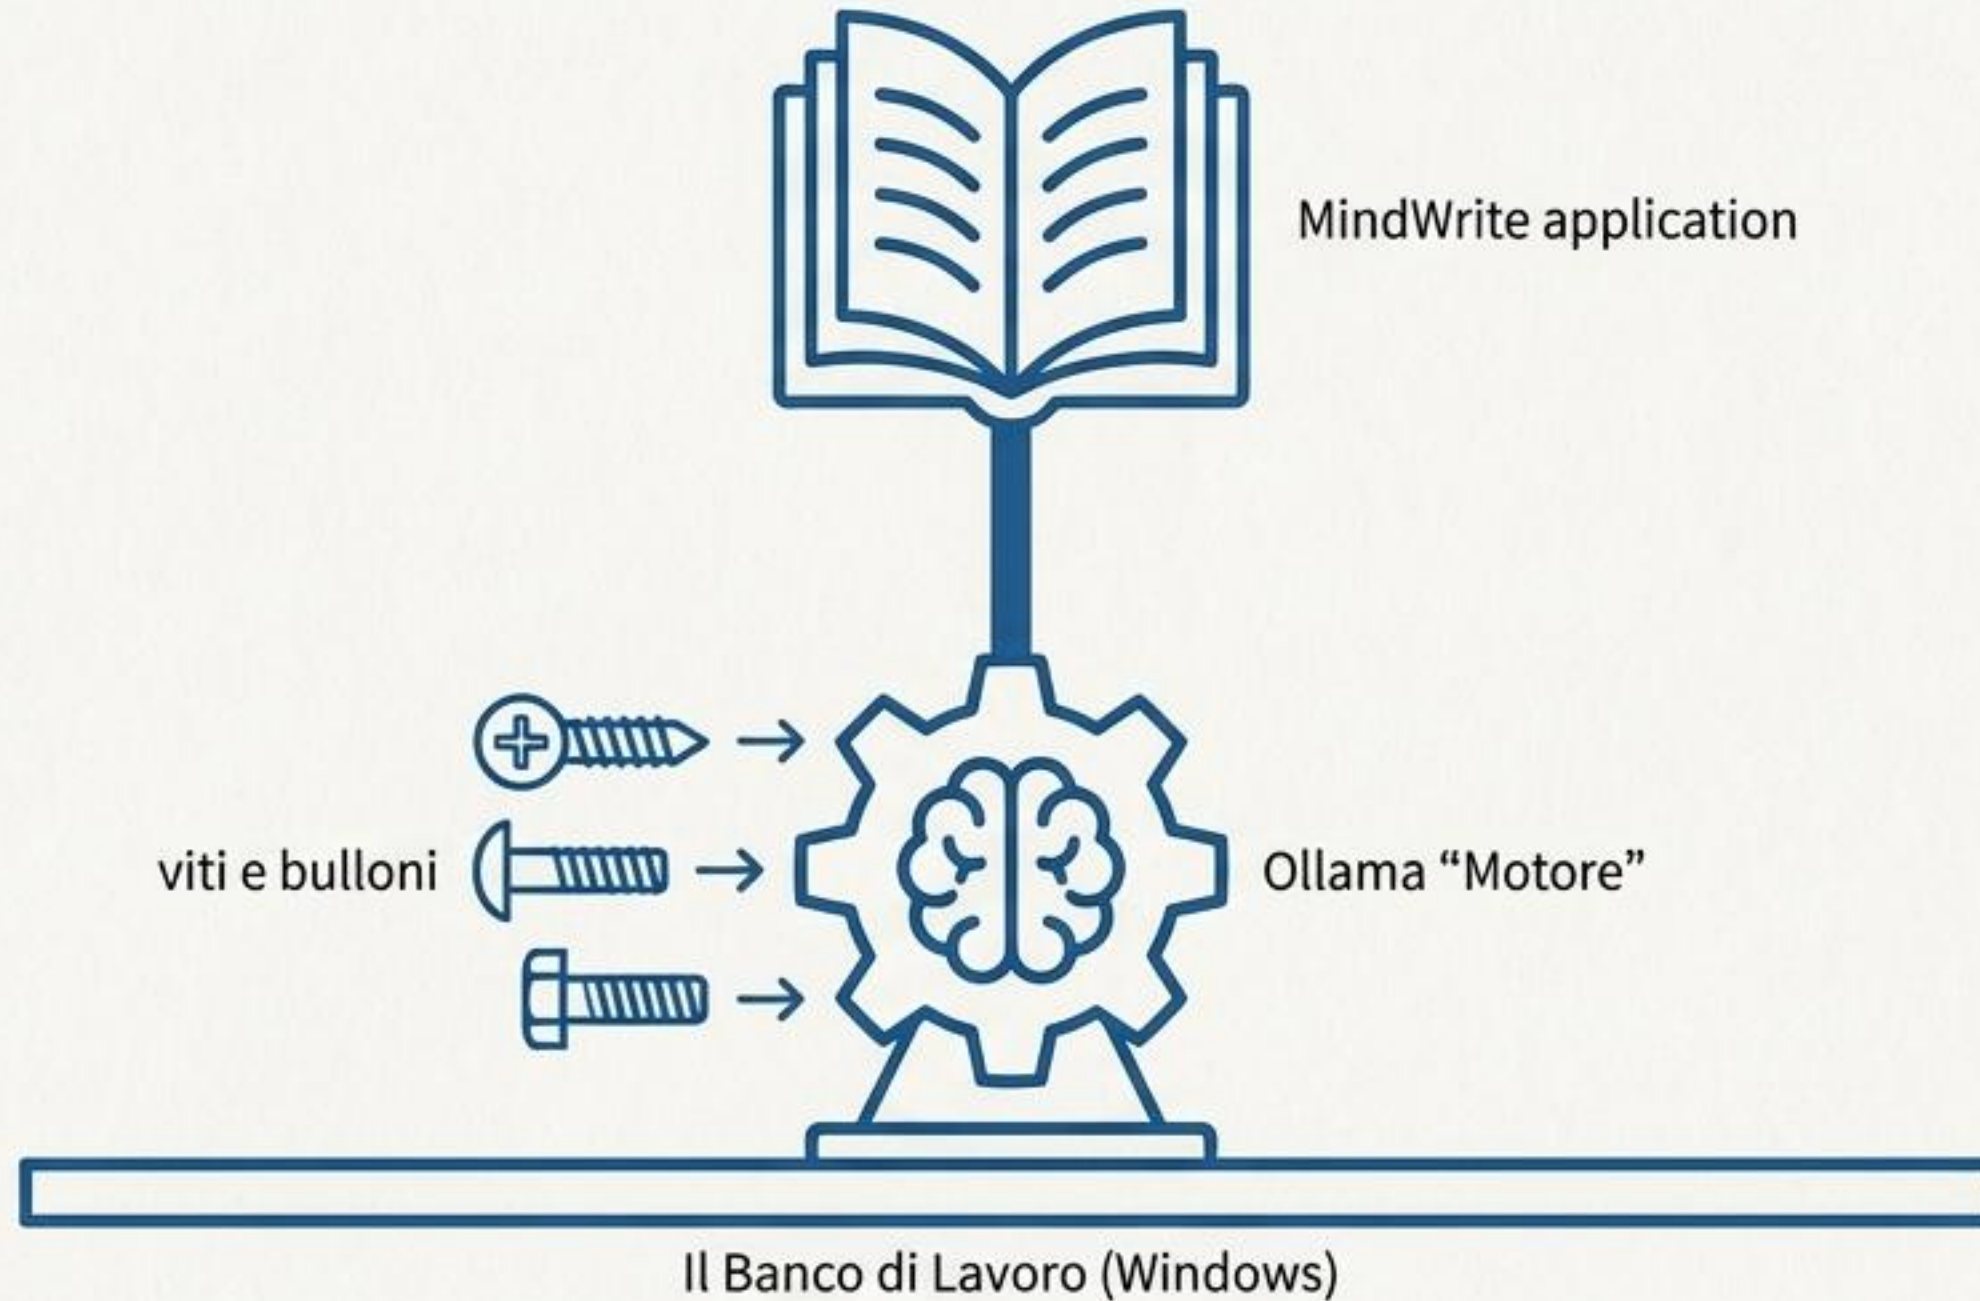 MindWrite application
viti e bulloni
Ollama “Motore”
Il Banco di Lavoro (Windows)